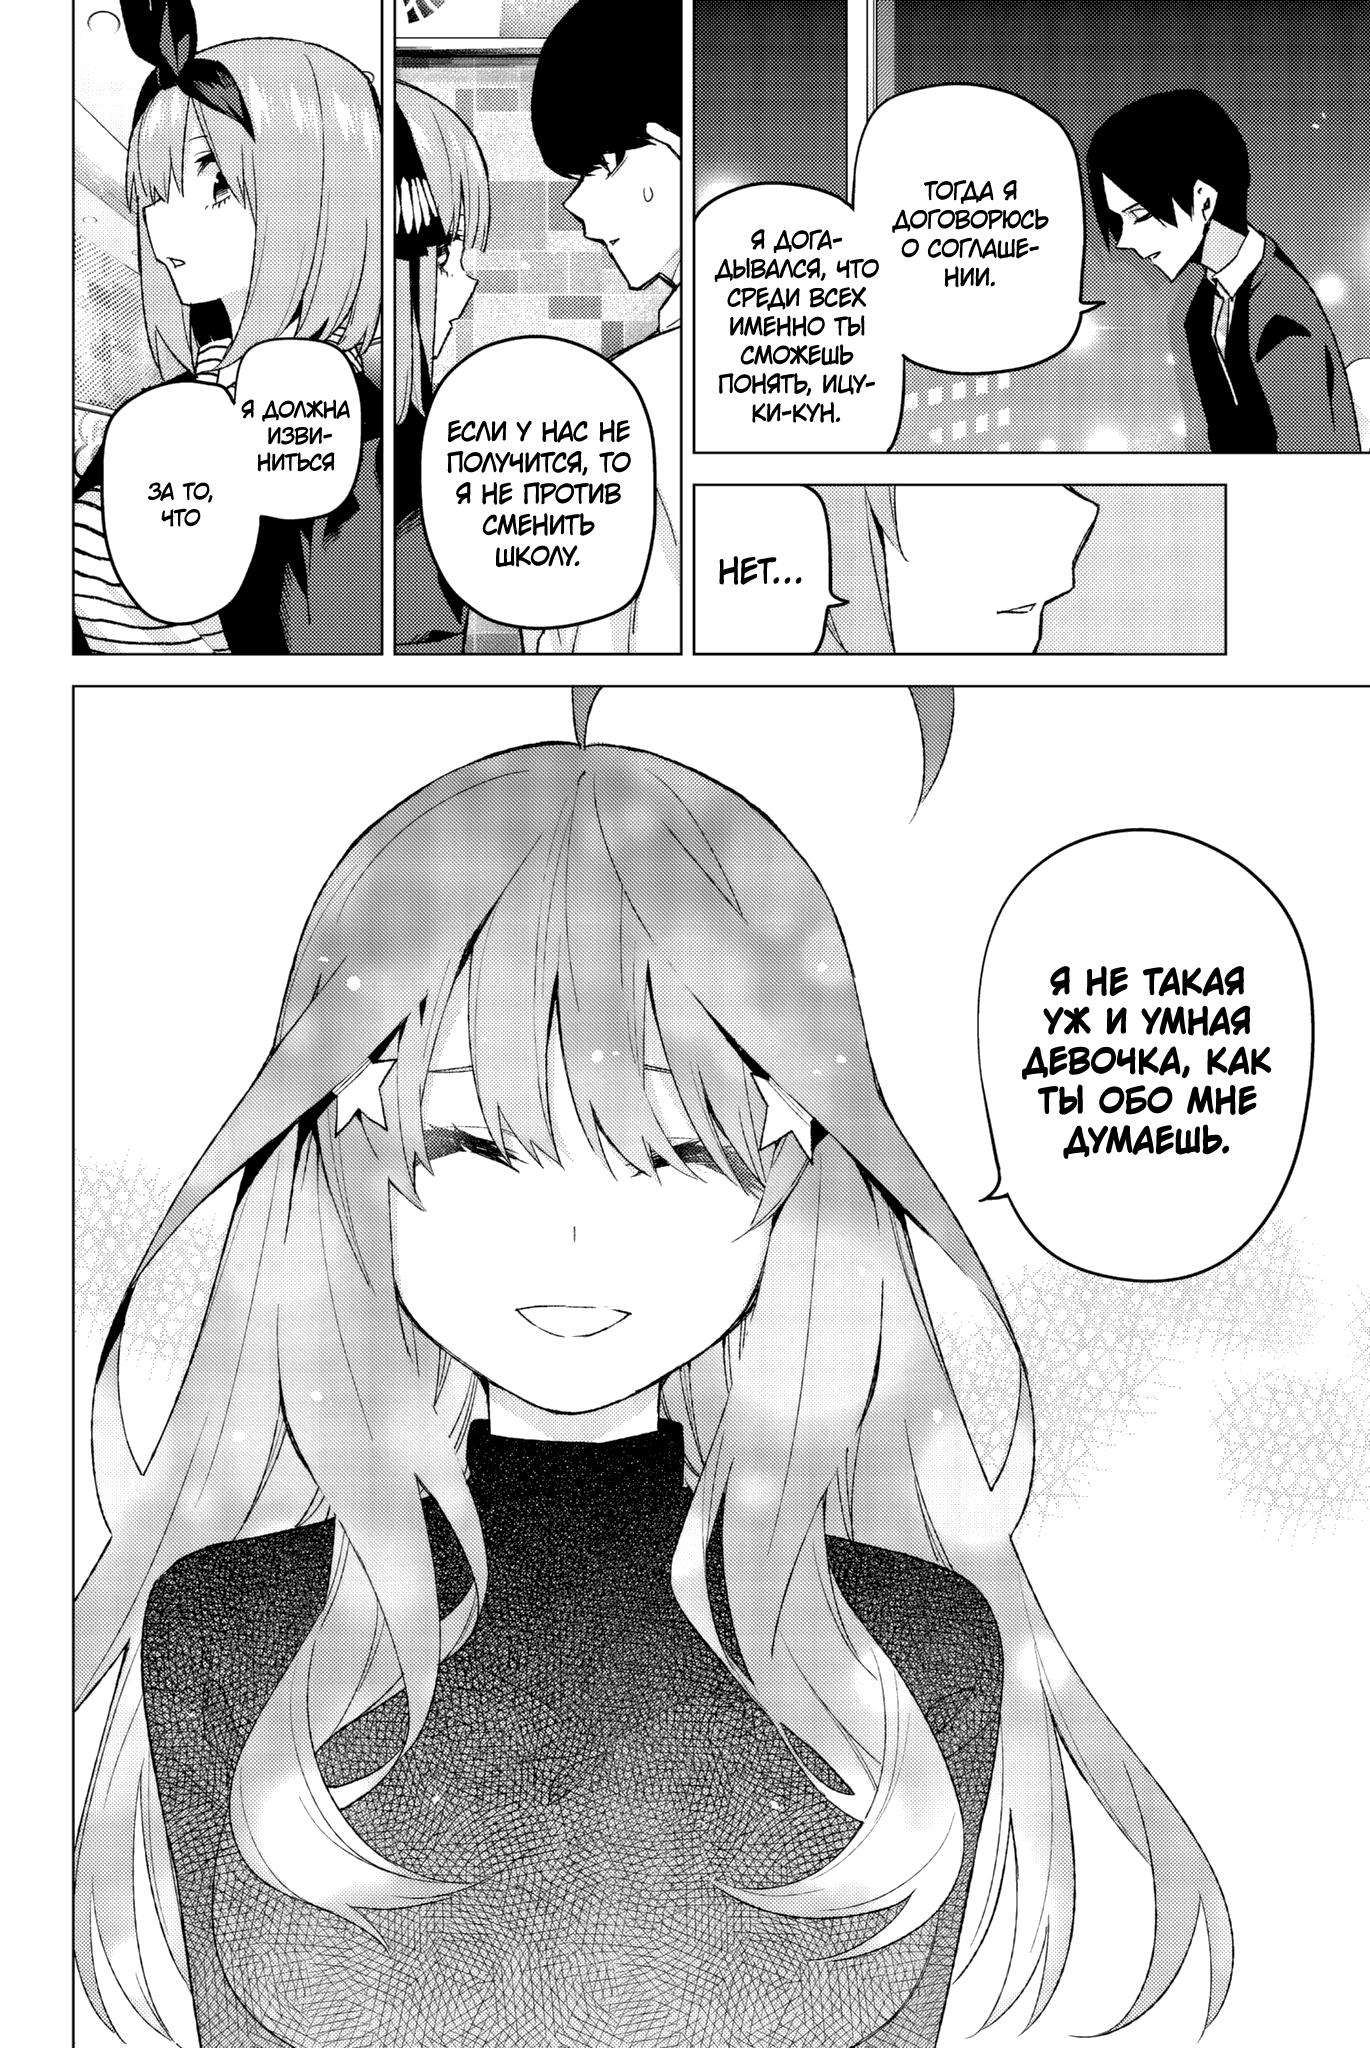 ТОГДА Я
ДОГОВОРЮСЬ
О СОГЛАШЕ-
НИИ.
Я ДОГА-
ДЫВАЛСЯ, ЧТО
СРЕДИ ВСЕХ
ИМЕННО ТЫ
СМОЖЕШЬ
ПОНЯТЬ, ИЦУ-
КИ-КУН.
НЕТ...
ЕСЛИ У НАС НЕ
ПОЛУЧИТСЯ, ТО
Я НЕ ПРОТИВ
СМЕНИТЬ
ШКОЛУ.
Я ДОЛЖНА
ИЗВИ-
НИТЬСЯ
ЗА ТО,
ЧТО
Я НЕ ТАКАЯ
УЖ И УМНАЯ
ДЕВОЧКА, КАК
ТЫ ОБО МНЕ
ДУМАЕШЬ.